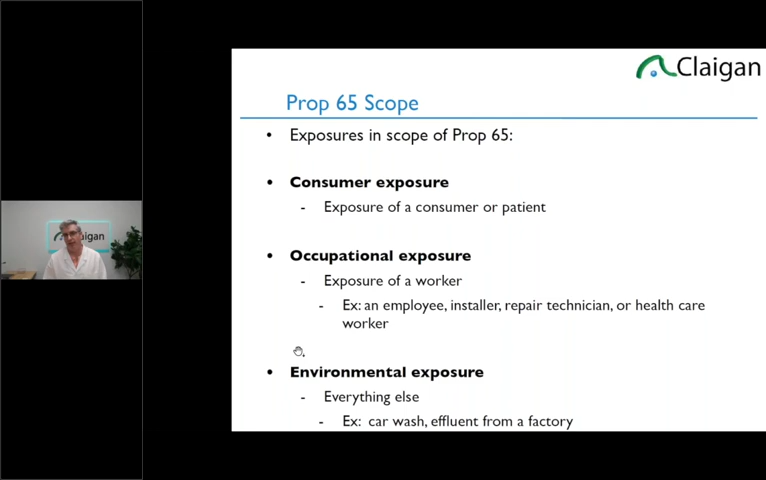 Claigan
Prop 65 Scope
• Exposures in scope of Prop 65:
• Consumer exposure
- Exposure of a consumer or patient
• Occupational exposure
- Exposure of a worker
- Ex: an employee, installer, repair technician, or health care
worker
• Environmental exposure
- Everything else
- Ex: car wash, effluent from a factory